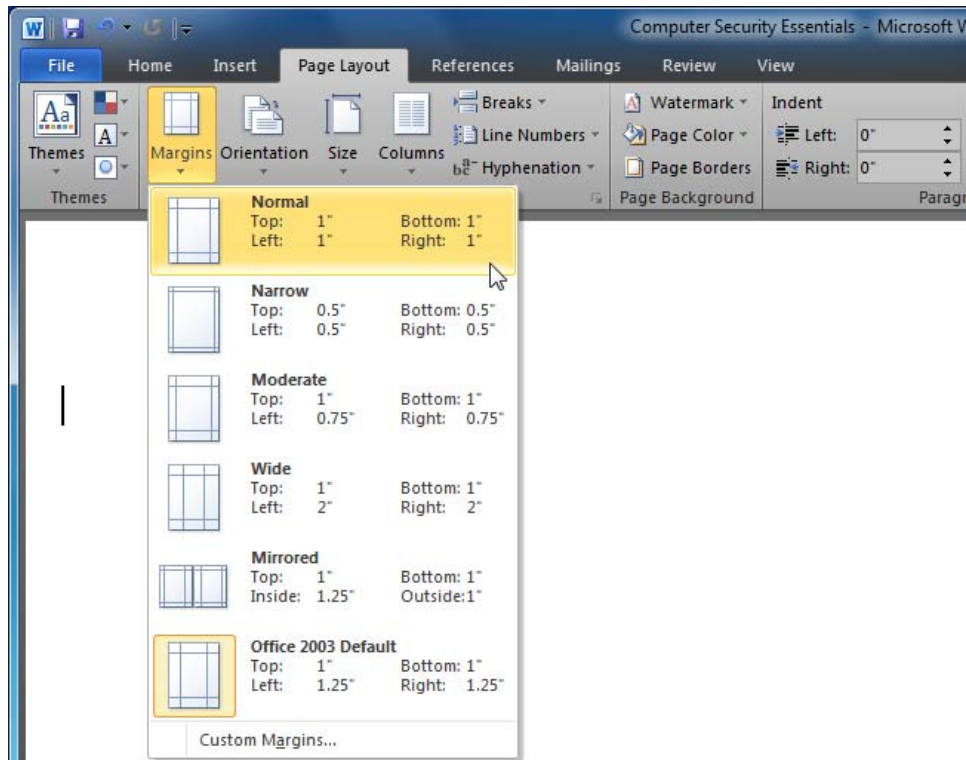 W
Computer Security Essentials - Microsoft W
File Home Insert Page Layout References Mailings Review View
Aa Themes A
Margins Orientation Size Columns
Breaks
Line Numbers
Hyphenation
Watermark
Page Color
Page Borders
Indent
Left: 0"
Right: 0"
Themes Page Background Paragr
Normal
Top: 1" Bottom: 1"
Left: 1" Right: 1"
Narrow
Top: 0.5" Bottom: 0.5"
Left: 0.5" Right: 0.5"
Moderate
Top: 1" Bottom: 1"
Left: 0.75" Right: 0.75"
Wide
Top: 1" Bottom: 1"
Left: 2" Right: 2"
Mirrored
Top: 1" Bottom: 1"
Inside: 1.25" Outside:1"
Office 2003 Default
Top: 1" Bottom: 1"
Left: 1.25" Right: 1.25"
Custom Margins...